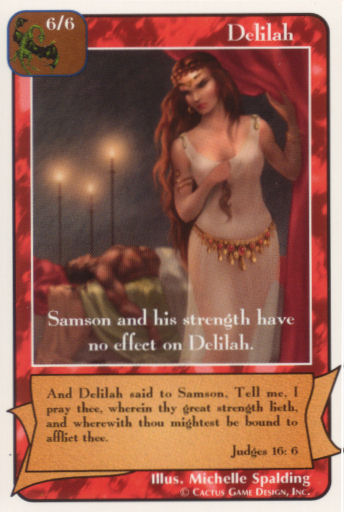 6/6
Delilah
Samson and his strength have
no effect on Delilah.
And Delilah said to Samson, Tell me, I
pray thee, wherein thy great strength lieth,
and wherewith thou mightest be bound to
afflict thee.
Judges 16: 6
Illus. Michelle Spalding
© Cactus Game Design, Inc.